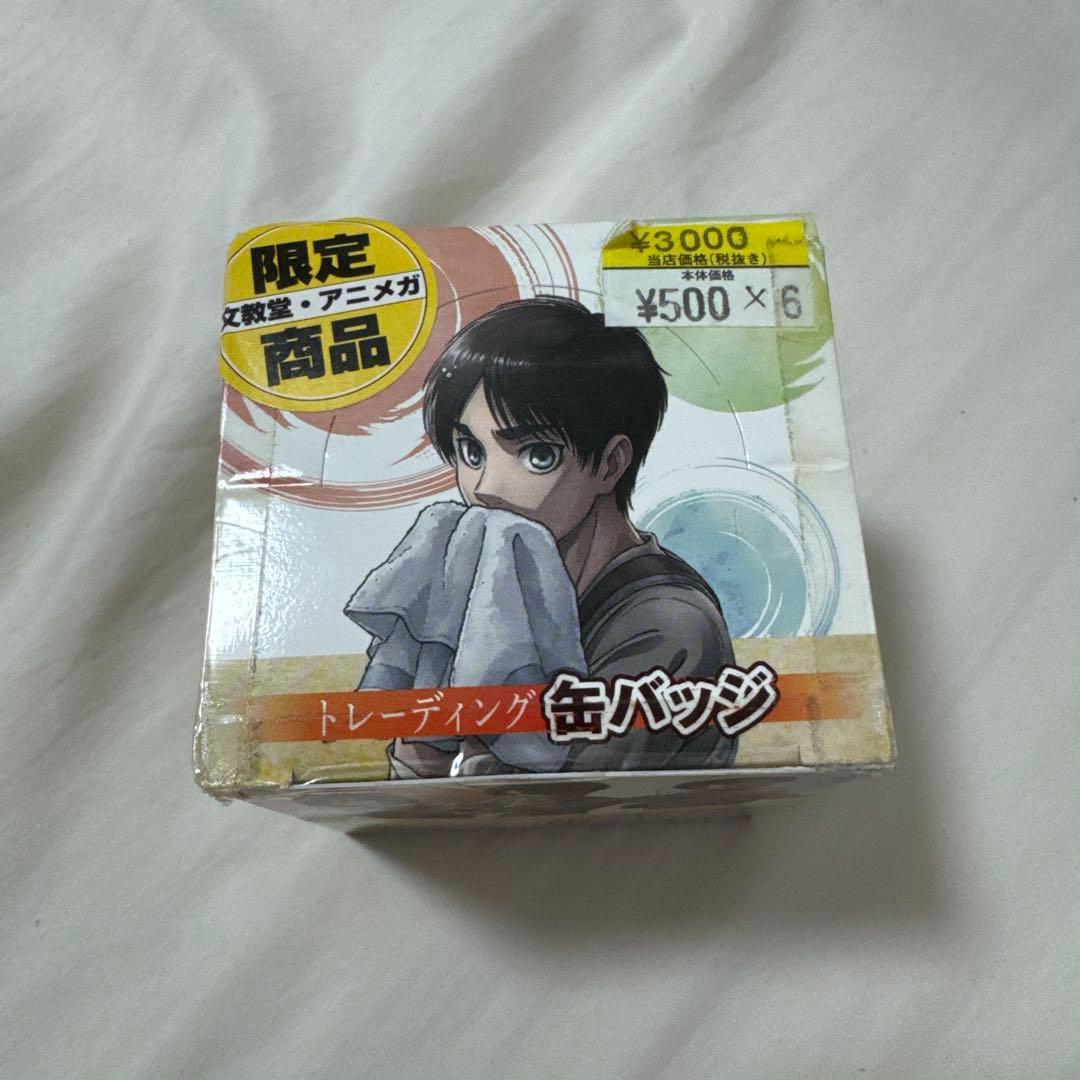 限定
文教堂・アニメガ
商品
¥3000
当店価格(税抜き)
本体価格
¥500 × 6
トレーディング缶バッジ